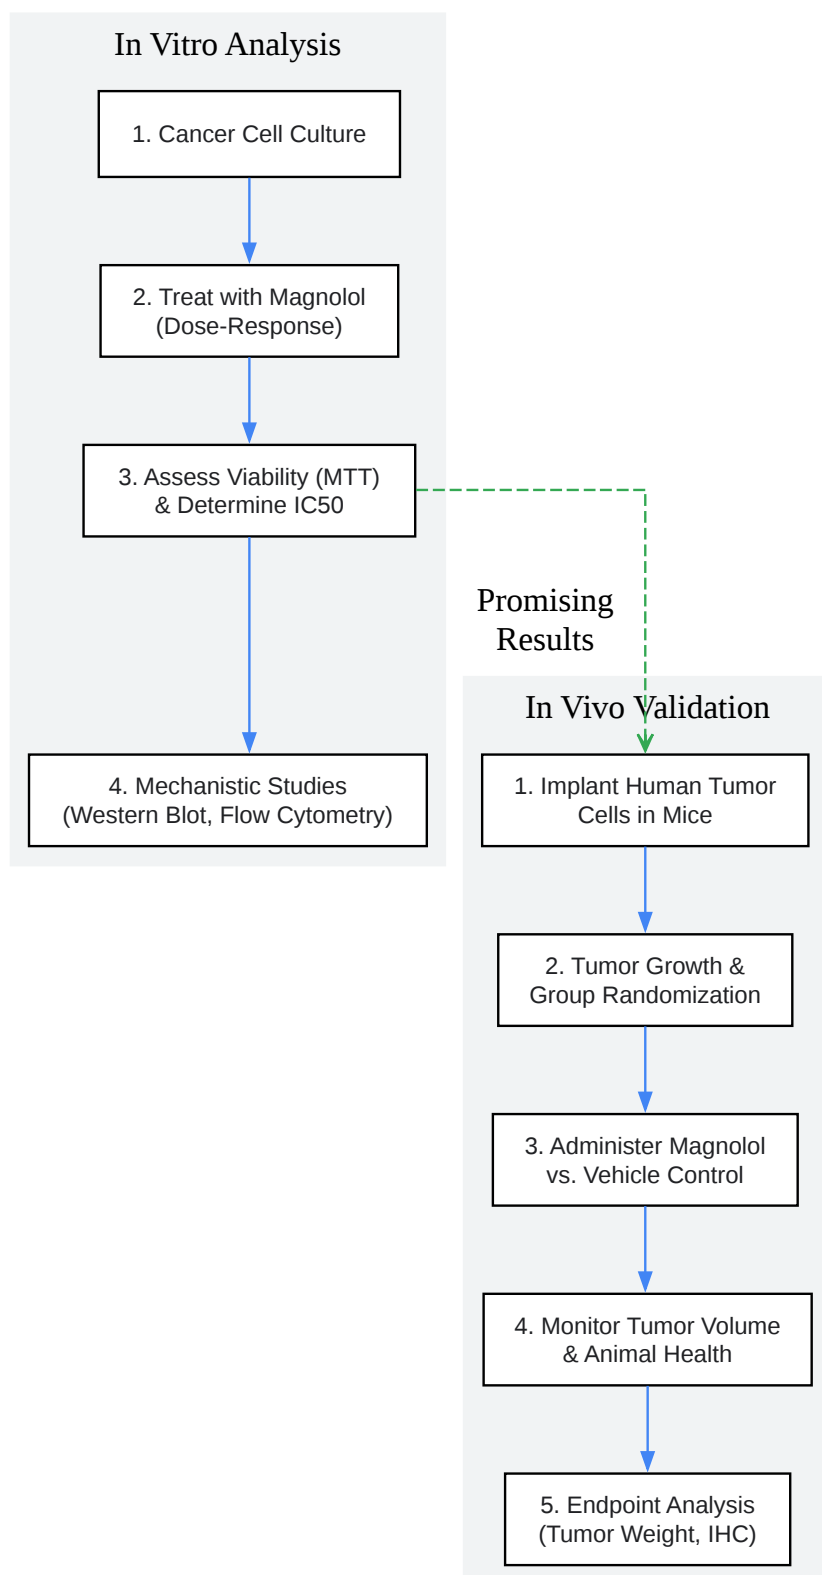 In Vitro Analysis
1. Cancer Cell Culture
2. Treat with Magnolol
(Dose-Response)
3. Assess Viability (MTT)
& Determine IC50
4. Mechanistic Studies
(Western Blot, Flow Cytometry)
Promising
Results
In Vivo Validation
1. Implant Human Tumor
Cells in Mice
2. Tumor Growth &
Group Randomization
3. Administer Magnolol
vs. Vehicle Control
4. Monitor Tumor Volume
& Animal Health
5. Endpoint Analysis
(Tumor Weight, IHC)